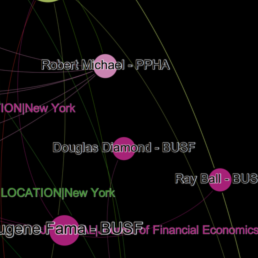 Robert Michael - PPHA
ION|New York
Douglas Diamond - BUSF
Ray Ball - BUS
LOCATION|New York
ugene Fama - BUSF
of Financial Economics